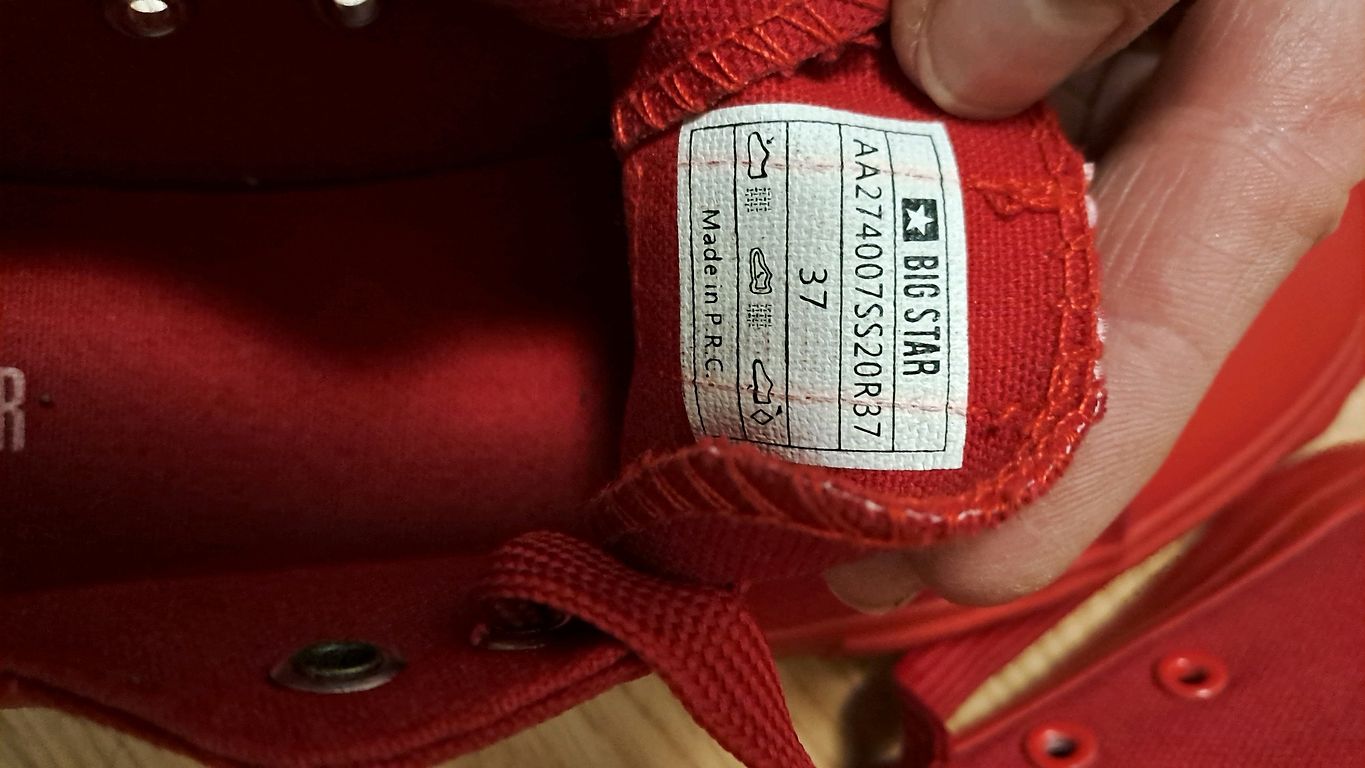 BIG STAR
AA274007SS20R37
37
Made in P.R.C.
R